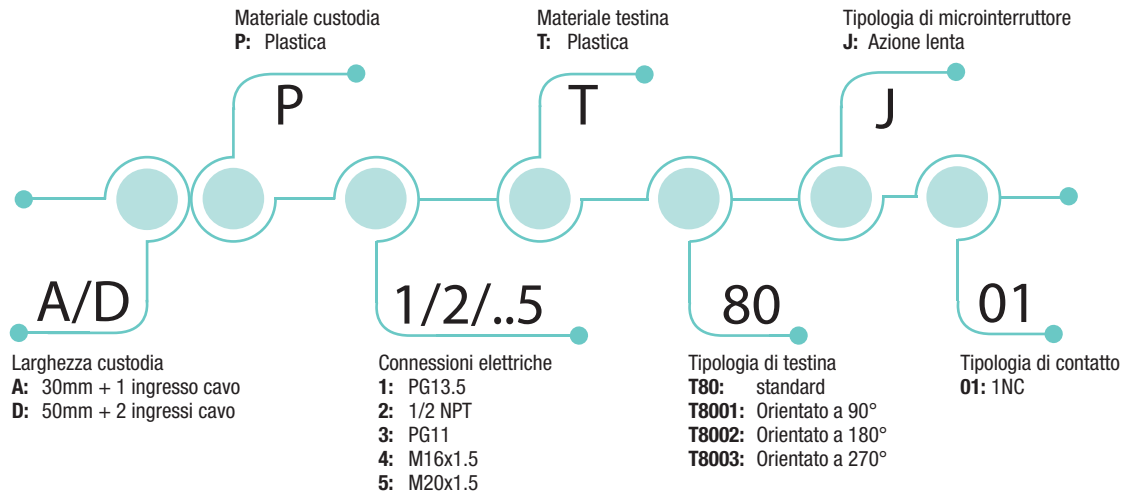 Materiale custodia
P: Plastica
Materiale testina
T: Plastica
Tipologia di microinterruttore
J: Azione lenta
P
T
J
A/D
1/2/..5
80
01
Larghezza custodia
A: 30mm + 1 ingresso cavo
D: 50mm + 2 ingressi cavo
Connessioni elettriche
1: PG13.5
2: 1/2 NPT
3: PG11
4: M16x1.5
5: M20x1.5
Tipologia di testina
T80: standard
T8001: Orientato a 90°
T8002: Orientato a 180°
T8003: Orientato a 270°
Tipologia di contatto
01: 1NC